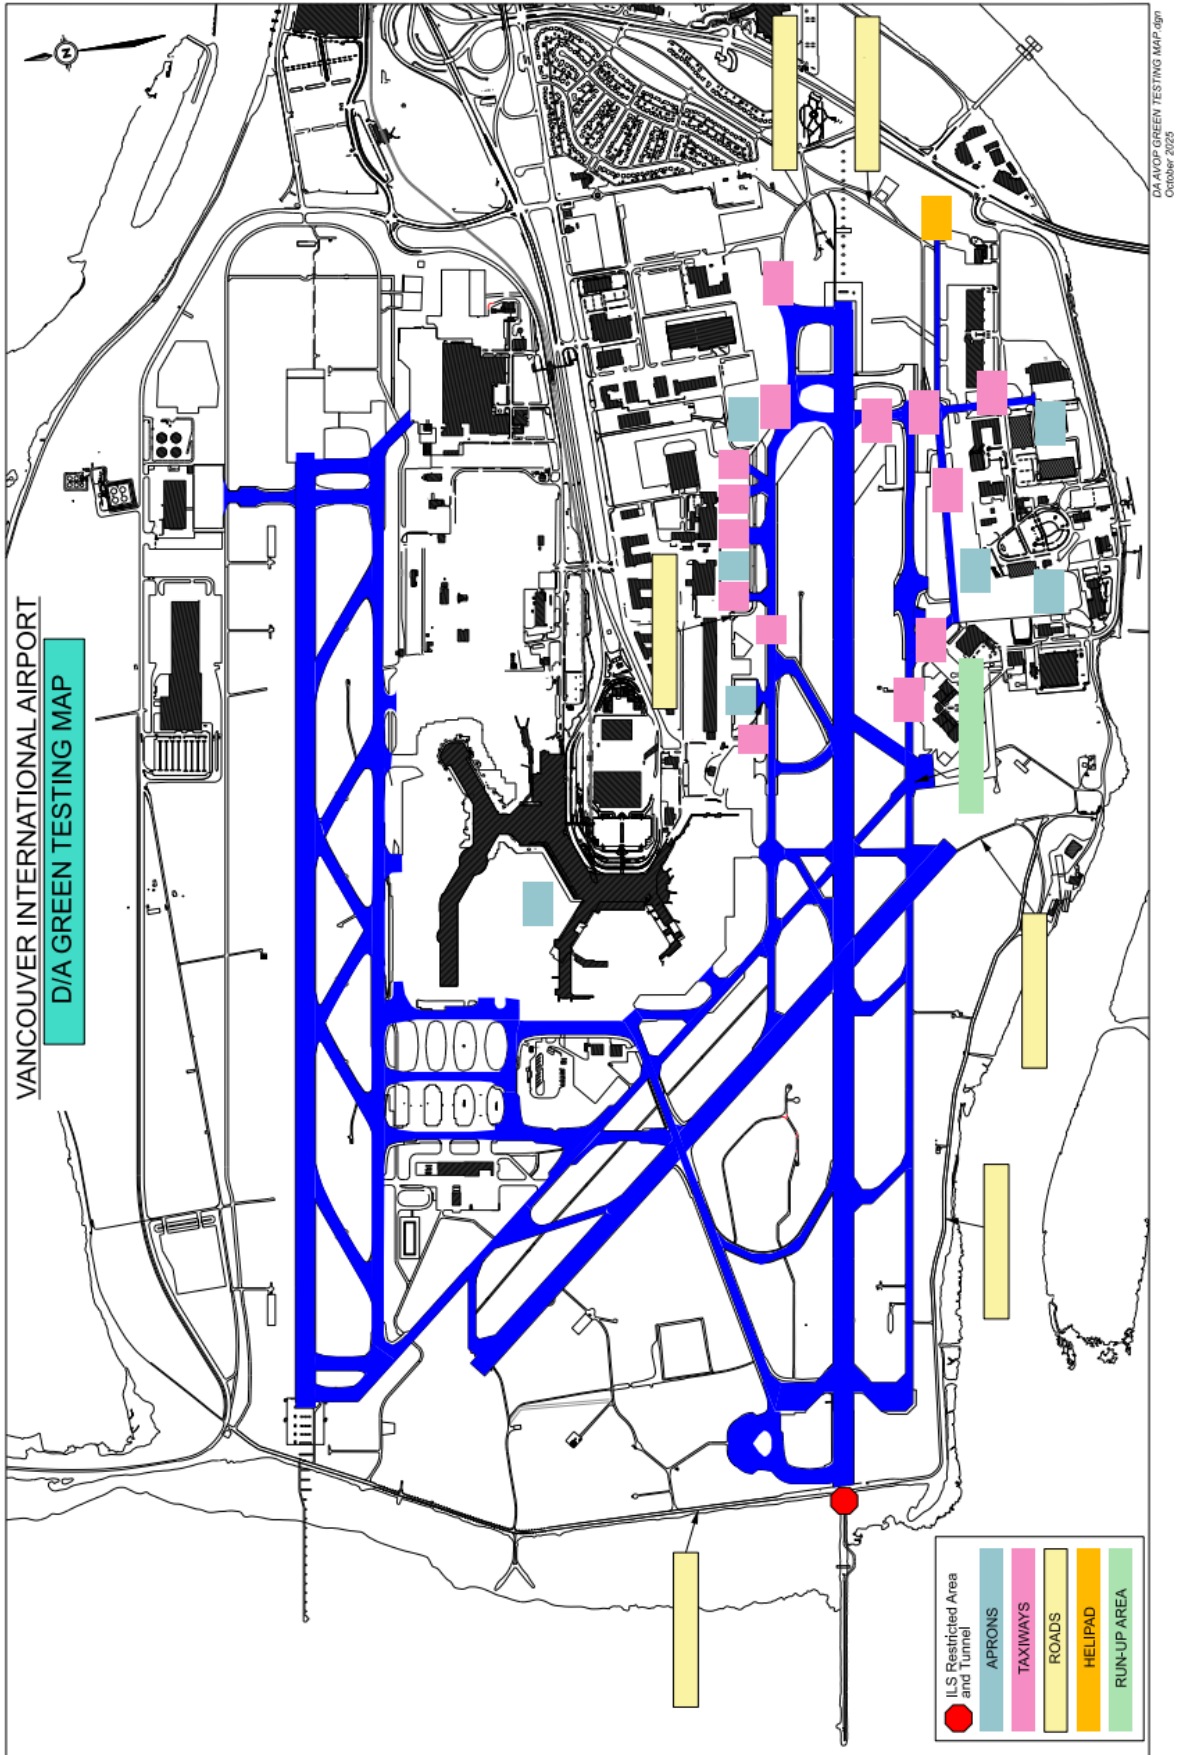 VANCOUVER INTERNATIONAL AIRPORT
D/A GREEN TESTING MAP
N
ILS Restricted Area
and Tunnel
APRONS
TAXIWAYS
ROADS
HELIPAD
RUN-UP AREA
DA AVOP GREEN TESTING MAP.dgn
October 2025